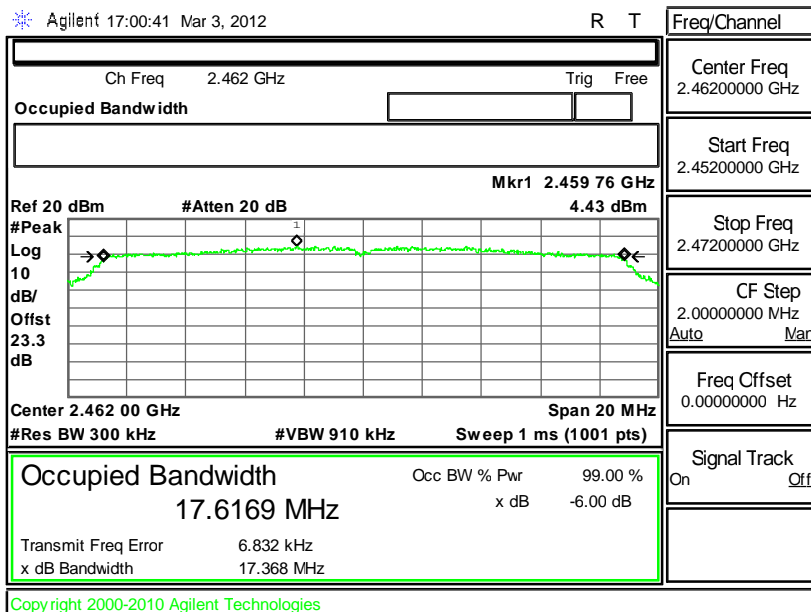 Agilent 17:00:41 Mar 3, 2012 R T
Ch Freq 2.462 GHz Trig Free
Occupied Bandwidth
Mkr1 2.459 76 GHz
Ref 20 dBm #Atten 20 dB 4.43 dBm
#Peak
Log
10
dB/
Offst
23.3
dB
1
Center 2.462 00 GHz Span 20 MHz
#Res BW 300 kHz #VBW 910 kHz Sweep 1 ms (1001 pts)
Occupied Bandwidth Occ BW % Pwr 99.00 %
17.6169 MHz x dB -6.00 dB
Transmit Freq Error 6.832 kHz
x dB Bandwidth 17.368 MHz
Copyright 2000-2010 Agilent Technologies
Freq/Channel
Center Freq
2.46200000 GHz
Start Freq
2.45200000 GHz
Stop Freq
2.47200000 GHz
CF Step
2.00000000 MHz
Auto Man
Freq Offset
0.00000000 Hz
Signal Track
On Off